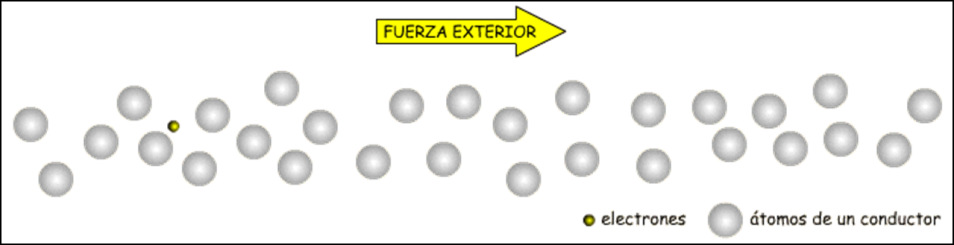 FUERZA EXTERIOR
electrones
átomos de un conductor